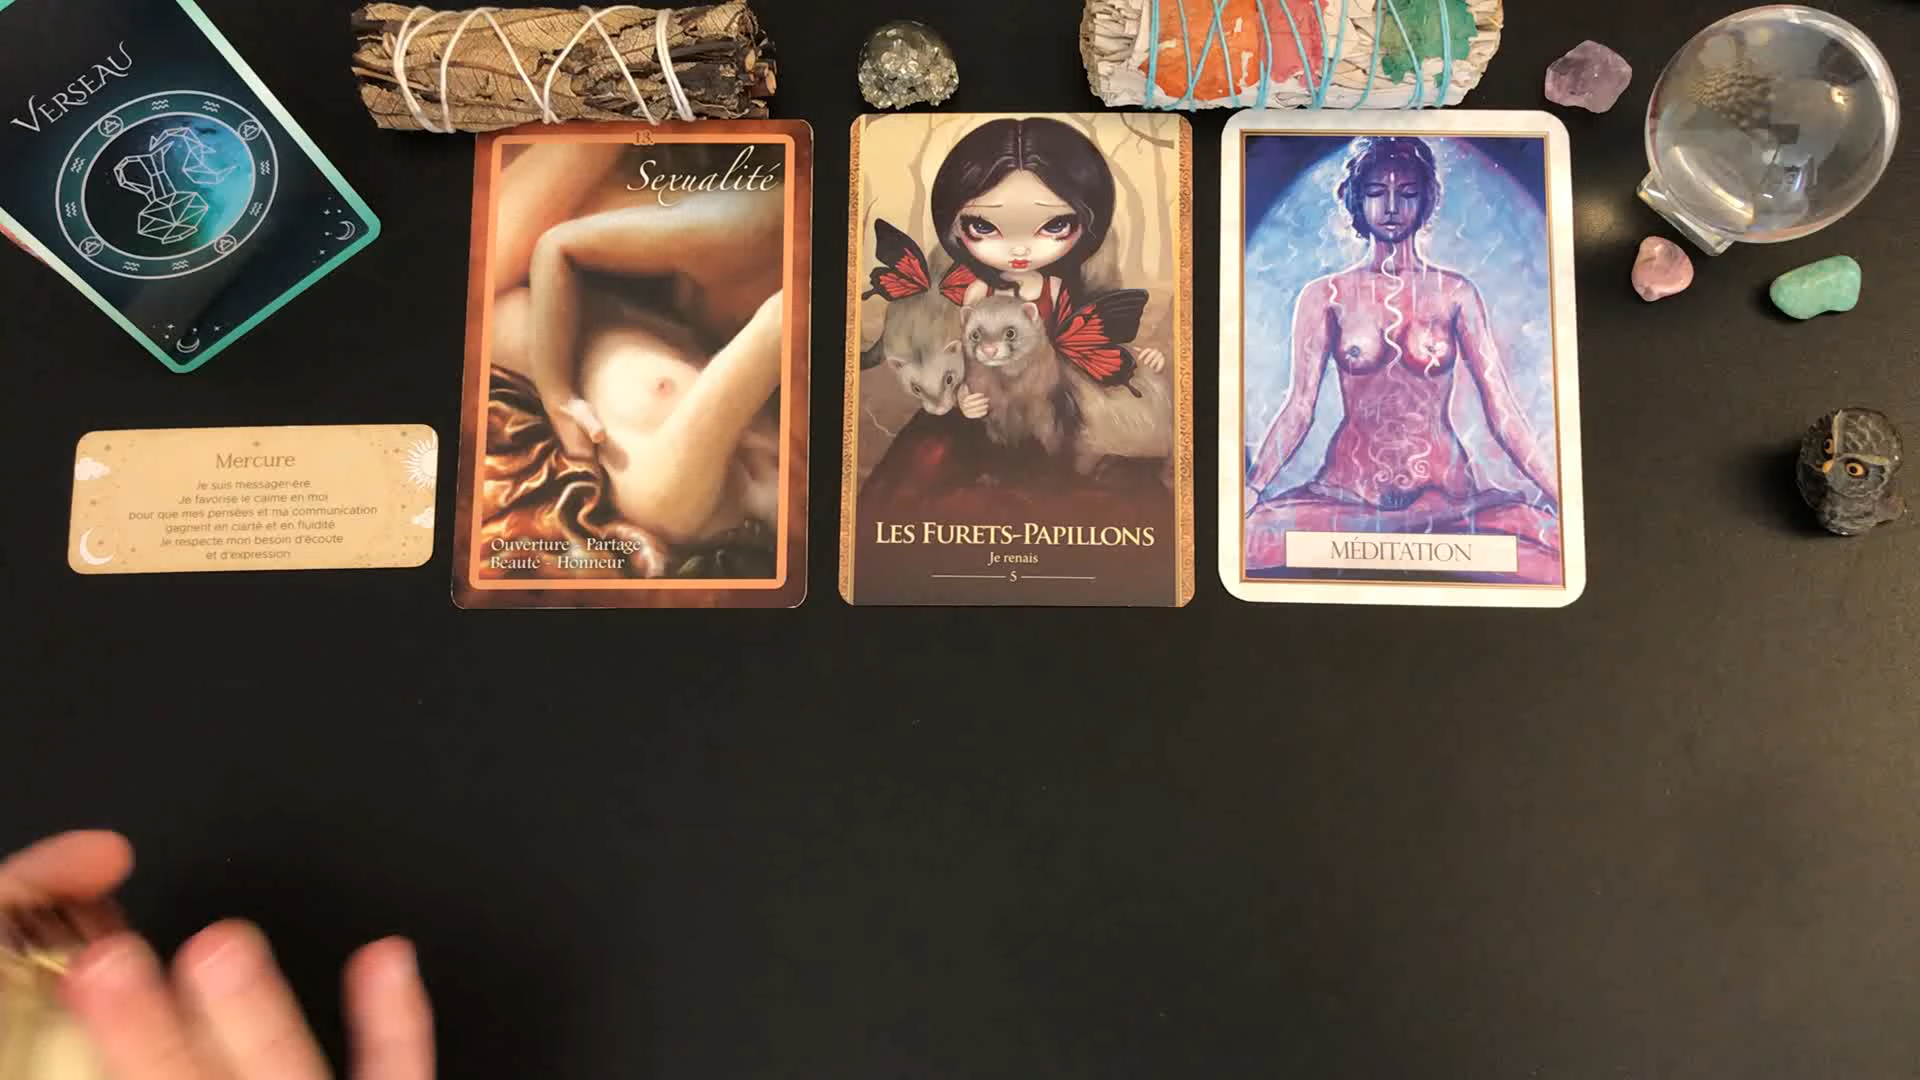 VERSEAU
Mercure
Je suis messager·ère
Je favorise le calme en moi
pour que mes pensées et ma communication
gagnent en clarté et en fluidité
Je respecte mon besoin d'écoute
et d'expression
13
Sexualité
Ouverture - Partage
Beauté - Honneur
LES FURETS-PAPILLONS
Je renais
5
MÉDITATION